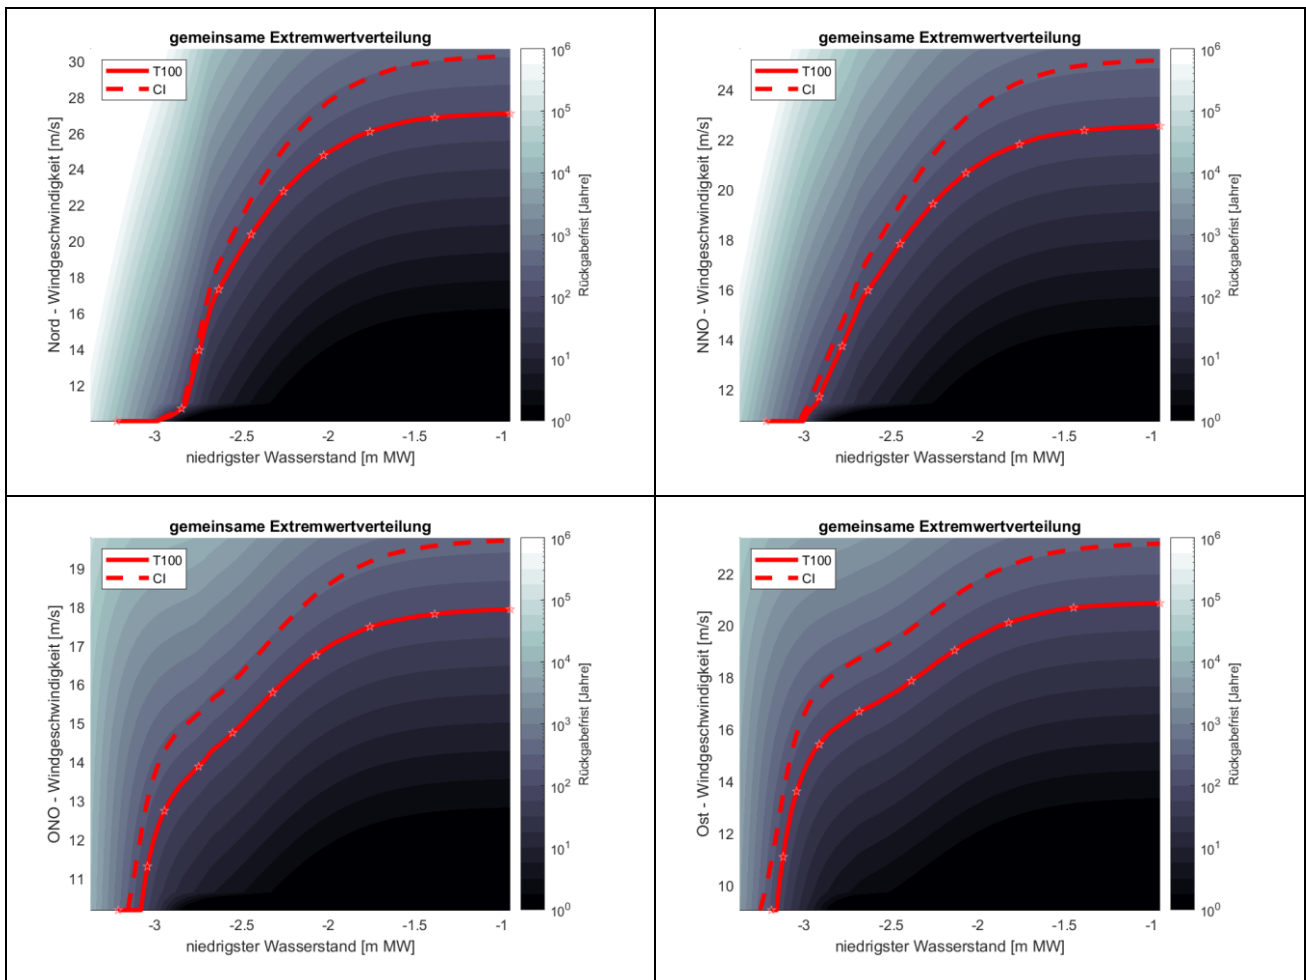 gemeinsame Extremwertverteilung
T100
CI
Nord - Windgeschwindigkeit [m/s]
30
28
26
24
22
20
18
16
14
12
-3 -2.5 -2 -1.5 -1
niedrigster Wasserstand [m MW]
10^6
10^5
10^4
10^3
10^2
10^1
10^0
Rückgabefrist [Jahre]
gemeinsame Extremwertverteilung
T100
CI
NNO - Windgeschwindigkeit [m/s]
24
22
20
18
16
14
12
-3 -2.5 -2 -1.5 -1
niedrigster Wasserstand [m MW]
10^6
10^5
10^4
10^3
10^2
10^1
10^0
Rückgabefrist [Jahre]
gemeinsame Extremwertverteilung
T100
CI
ONO - Windgeschwindigkeit [m/s]
19
18
17
16
15
14
13
12
11
-3 -2.5 -2 -1.5 -1
niedrigster Wasserstand [m MW]
10^6
10^5
10^4
10^3
10^2
10^1
10^0
Rückgabefrist [Jahre]
gemeinsame Extremwertverteilung
T100
CI
Ost - Windgeschwindigkeit [m/s]
22
20
18
16
14
12
10
-3 -2.5 -2 -1.5 -1
niedrigster Wasserstand [m MW]
10^6
10^5
10^4
10^3
10^2
10^1
10^0
Rückgabefrist [Jahre]